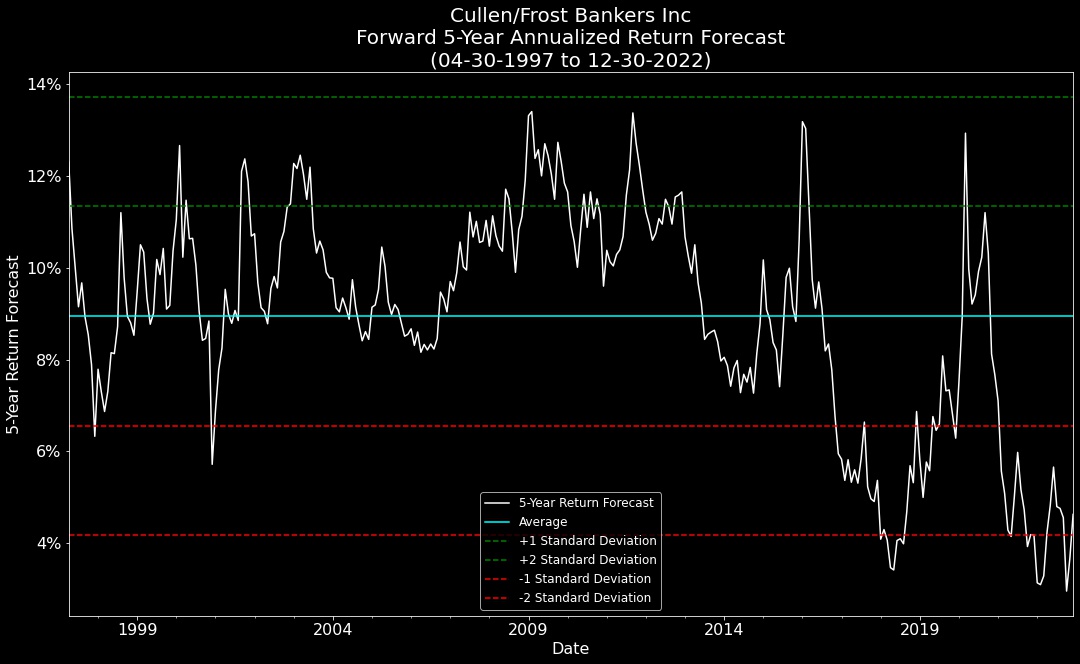 Cullen/Frost Bankers Inc
Forward 5-Year Annualized Return Forecast
(04-30-1997 to 12-30-2022)
14%
12%
10%
8%
6%
4%
5-Year Return Forecast
5-Year Return Forecast
Average
+1 Standard Deviation
+2 Standard Deviation
-1 Standard Deviation
-2 Standard Deviation
1999
2004
2009
2014
2019
Date